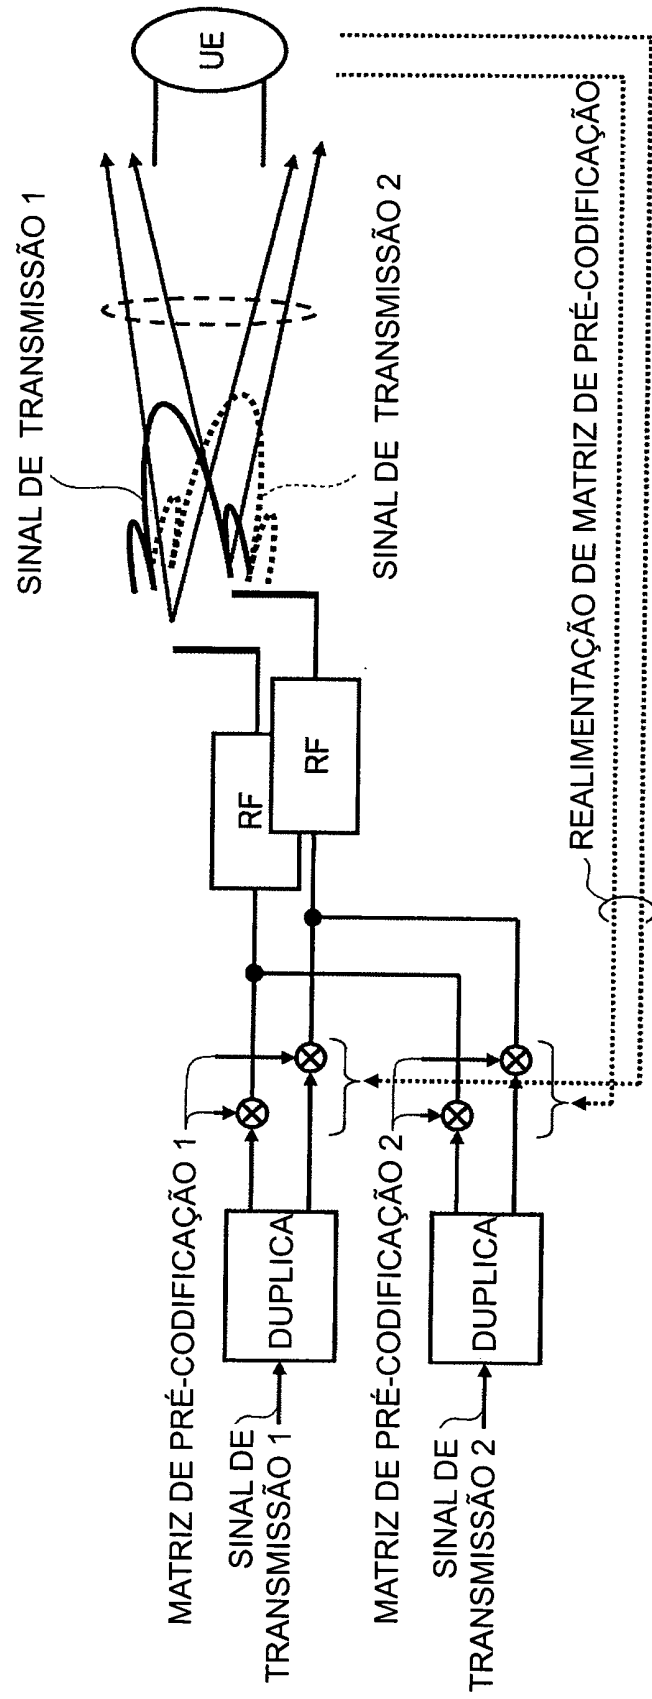 SINAL DE TRANSMISSÃO 1
UE
SINAL DE TRANSMISSÃO 2
RF
RF
REALIMENTAÇÃO DE MATRIZ DE PRÉ-CODIFICAÇÃO
MATRIZ DE PRÉ-CODIFICAÇÃO 1
DUPLICA
SINAL DE
TRANSMISSÃO 1
MATRIZ DE PRÉ-CODIFICAÇÃO 2
DUPLICA
SINAL DE
TRANSMISSÃO 2